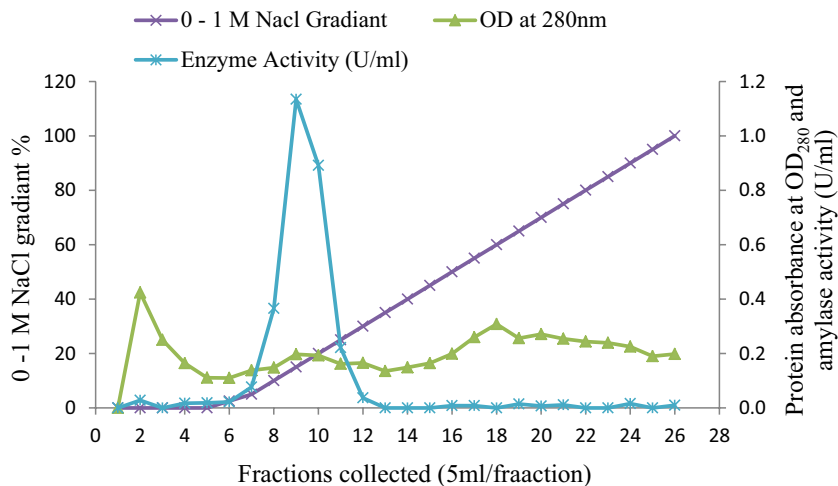 0 - 1 M Nacl Gradiant
OD at 280nm
Enzyme Activity (U/ml)
0 -1 M NaCl gradiant %
120
100
80
60
40
20
0
1.2
1.0
0.8
0.6
0.4
0.2
0.0
Protein absorbance at OD280 and
amylase activity (U/ml)
0 2 4 6 8 10 12 14 16 18 20 22 24 26 28
Fractions collected (5ml/fraaction)